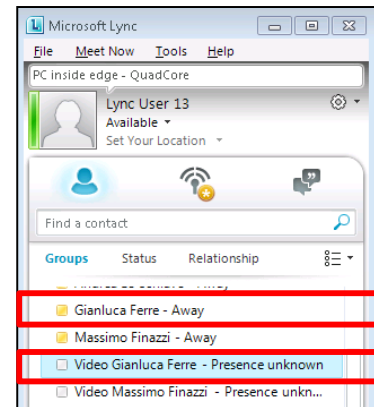 Microsoft Lync
File Meet Now Tools Help
PC inside edge - QuadCore
Lync User 13
Available
Set Your Location
Find a contact
Groups Status Relationship
Gianluca Ferre - Away
Massimo Finazzi - Away
Video Gianluca Ferre - Presence unknown
Video Massimo Finazzi - Presence unkn...